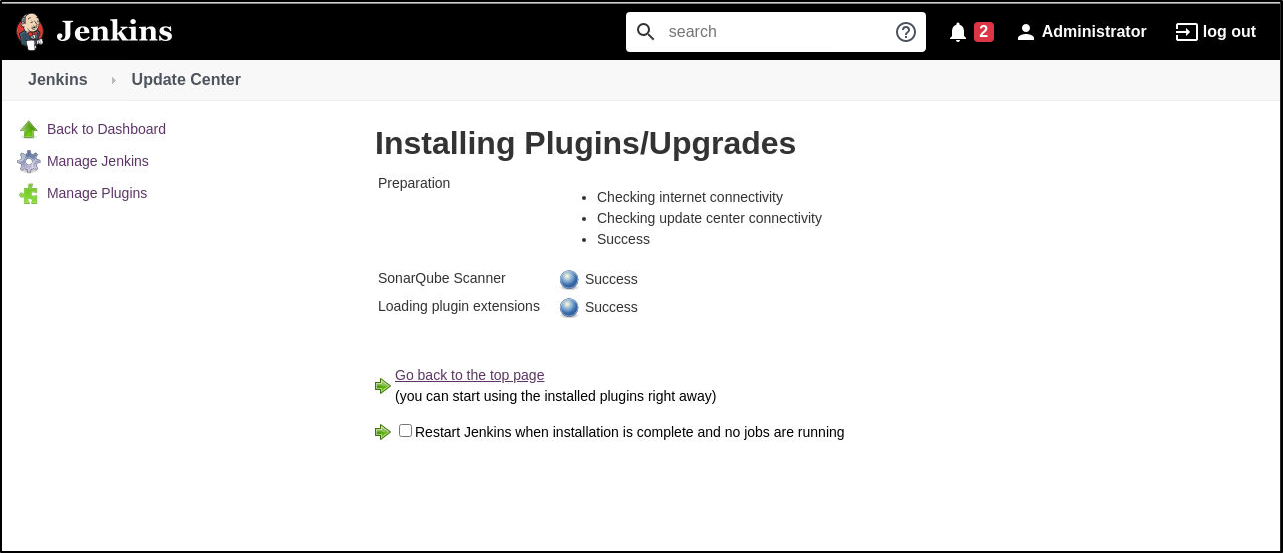 Jenkins
search
2
Administrator
log out
Jenkins
Update Center
Back to Dashboard
Manage Jenkins
Manage Plugins
Installing Plugins/Upgrades
Preparation
Checking internet connectivity
Checking update center connectivity
Success
SonarQube Scanner
Success
Loading plugin extensions
Success
Go back to the top page
(you can start using the installed plugins right away)
Restart Jenkins when installation is complete and no jobs are running